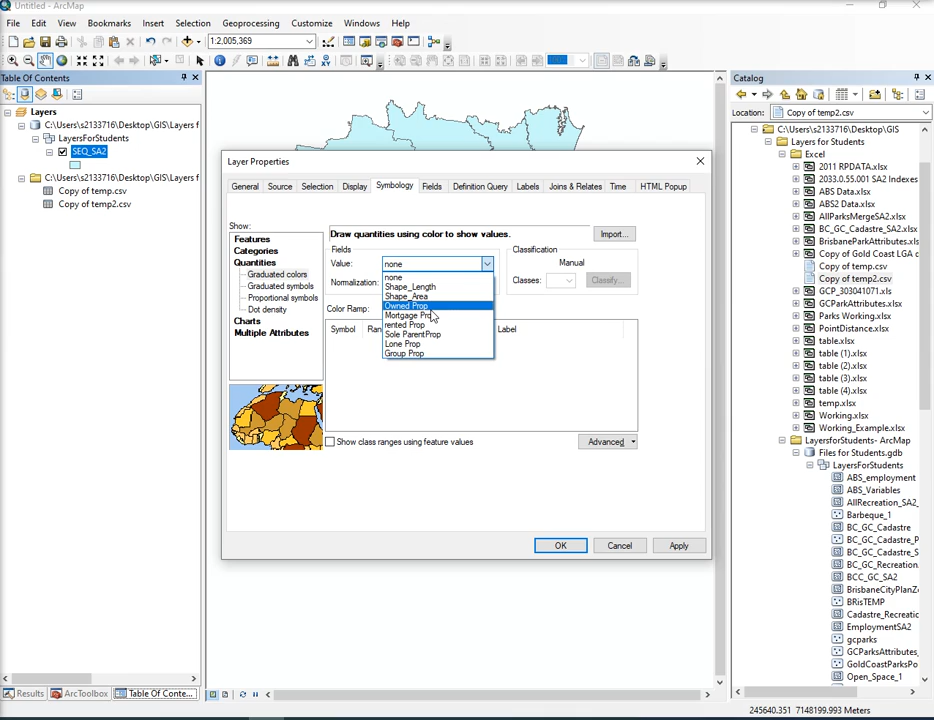 Untitled - ArcMap
File Edit View Bookmarks Insert Selection Geoprocessing Customize Windows Help
1:2,005,369
Table Of Contents
Layers
C:\Users\s2133716\Desktop\GIS\Layers f
LayersForStudents
SEQ_SA2
C:\Users\s2133716\Desktop\GIS\Layers f
Copy of temp.csv
Copy of temp2.csv
Results ArcToolbox Table Of Conte...
Layer Properties
General Source Selection Display Symbology Fields Definition Query Labels Joins & Relates Time HTML Popup
Show:
Features
Categories
Quantities
Graduated colors
Graduated symbols
Proportional symbols
Dot density
Charts
Multiple Attributes
Draw quantities using color to show values.
Import...
Fields
Value: none
Normalization:
Color Ramp:
none
Shape_Length
Shape_Area
Owned Prop
Mortgage Pro
rented Prop
Sole ParentProp
Lone Prop
Group Prop
Classification
Manual
Classes:
Classify...
Symbol Ran Label
Show class ranges using feature values
Advanced
OK Cancel Apply
Catalog
Location: Copy of temp2.csv
C:\Users\s2133716\Desktop\GIS
Layers for Students
Excel
2011 RPDATA.xlsx
2033.0.55.001 SA2 Indexes
ABS Data.xlsx
ABS2 Data.xlsx
AllParksMergeSA2.xlsx
BC_GC_Cadastre_SA2.xlsx
BrisbaneParkAttributes.xls
Copy of Gold Coast LGA c
Copy of temp.csv
Copy of temp2.csv
GCP_303041071.xls
GCParkAttributes.xlsx
Parks Working.xlsx
PointDistance.xlsx
table.xlsx
table (1).xlsx
table (2).xlsx
table (3).xlsx
table (4).xlsx
temp.xlsx
Working.xlsx
Working_Example.xlsx
LayersforStudents- ArcMap
Files for Students.gdb
LayersForStudents
ABS_employment
ABS_Variables
AllRecreation_SA2_
Barbeque_1
BC_GC_Cadastre
BC_GC_Cadastre_P
BC_GC_Cadastre_S
BC_GC_Recreation
BCC_GC_SA2
BrisbaneCityPlanZ
BRisTEMP
Cadastre_Recreatic
EmploymentSA2
gcparks
GCParksAttributes_
GoldCoastParksPo
Open_Space_1
245640.351 7148199.993 Meters